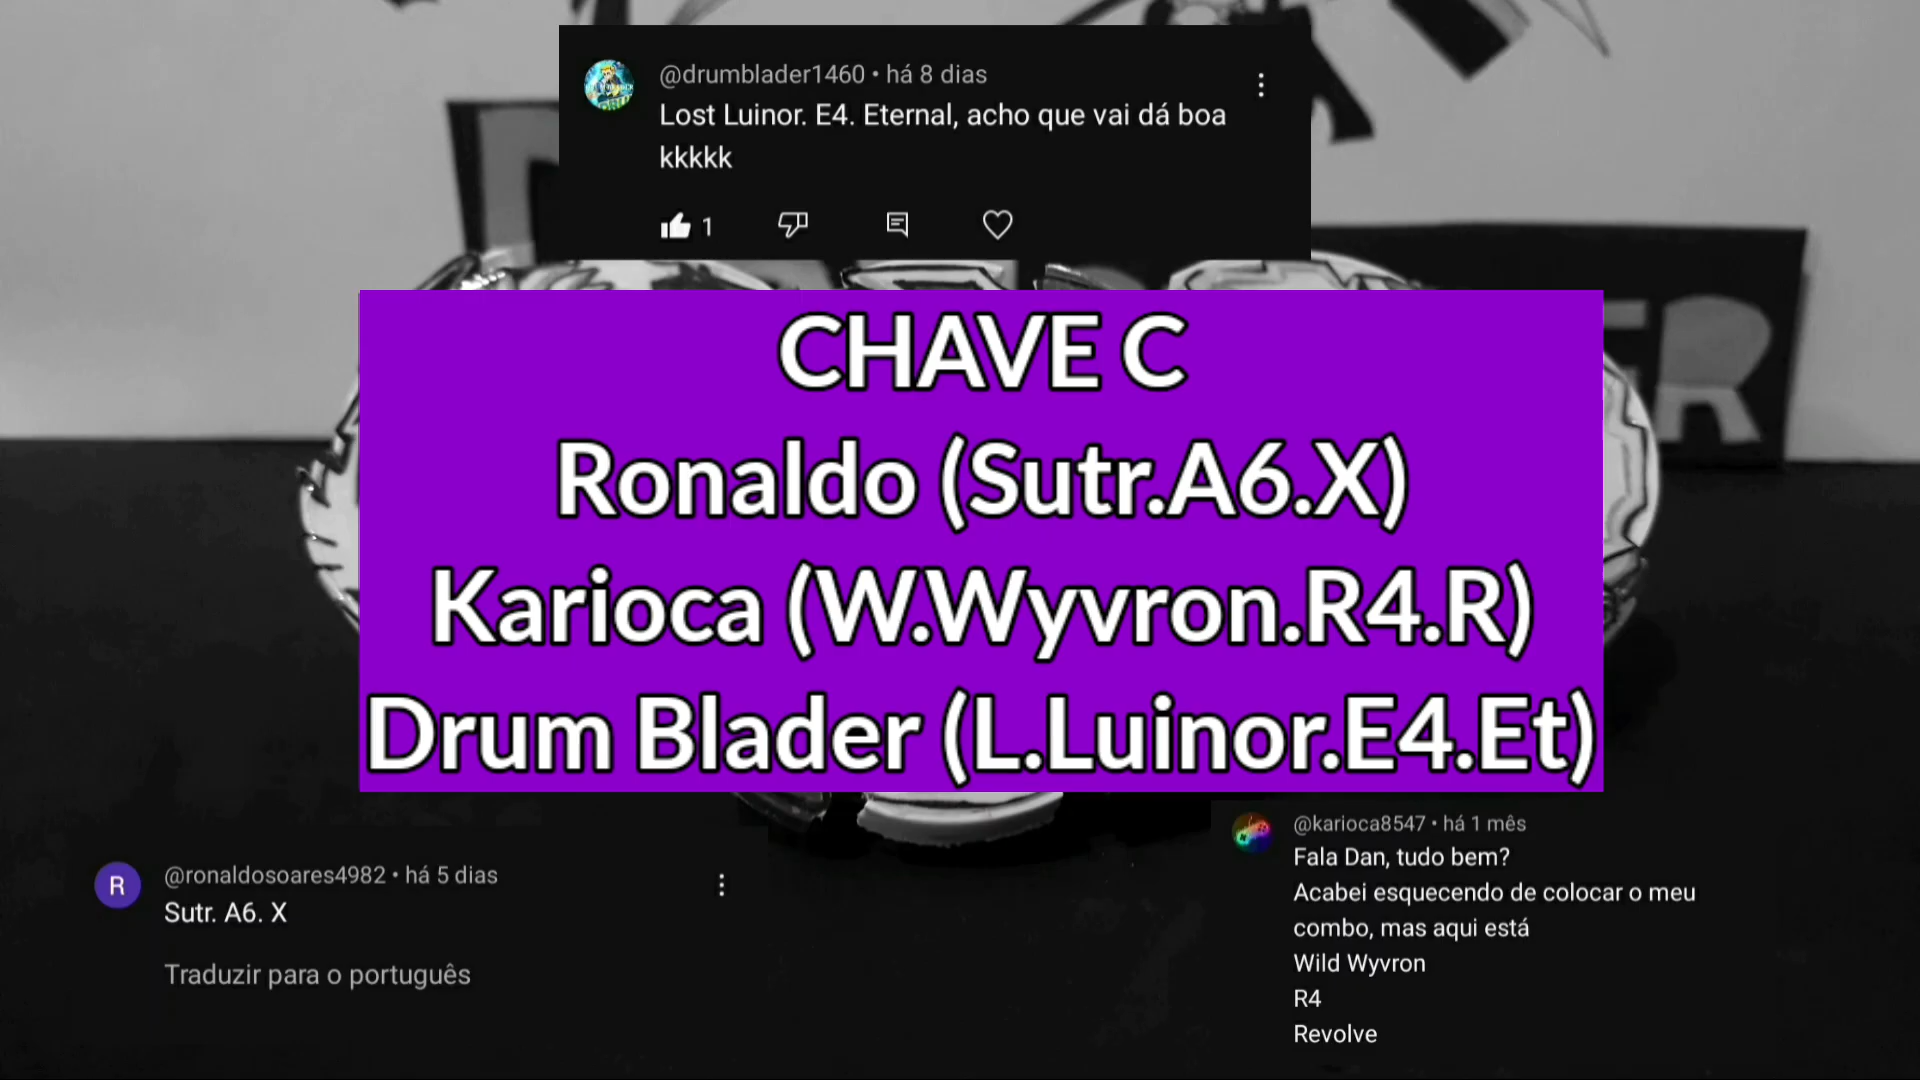 @drumblader1460 • há 8 dias
Lost Luinor. E4. Eternal, acho que vai dá boa
kkkkk
1
CHAVE C
Ronaldo (Sutr.A6.X)
Karioca (W.Wyvron.R4.R)
Drum Blader (L.Luinor.E4.Et)
R
@ronaldosoares4982 • há 5 dias
Sutr. A6. X
Traduzir para o português
@karioca8547 • há 1 mês
Fala Dan, tudo bem?
Acabei esquecendo de colocar o meu
combo, mas aqui está
Wild Wyvron
R4
Revolve